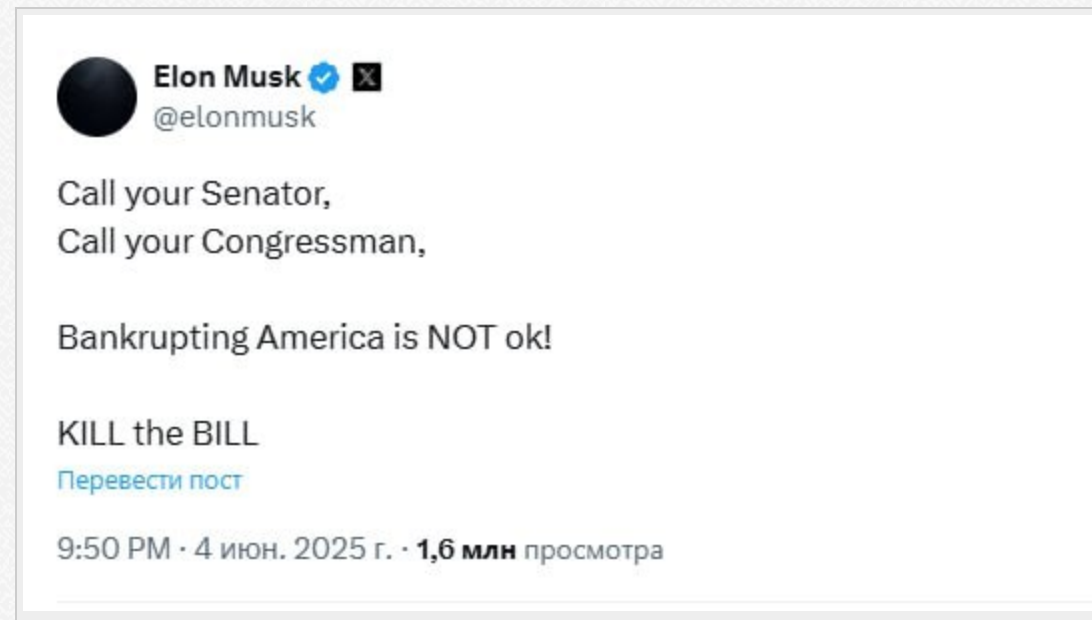 Elon Musk
@elonmusk
Call your Senator,
Call your Congressman,
Bankrupting America is NOT ok!
KILL the BILL
Перевести пост
9:50 PM · 4 июн. 2025 г. · 1,6 млн просмотра